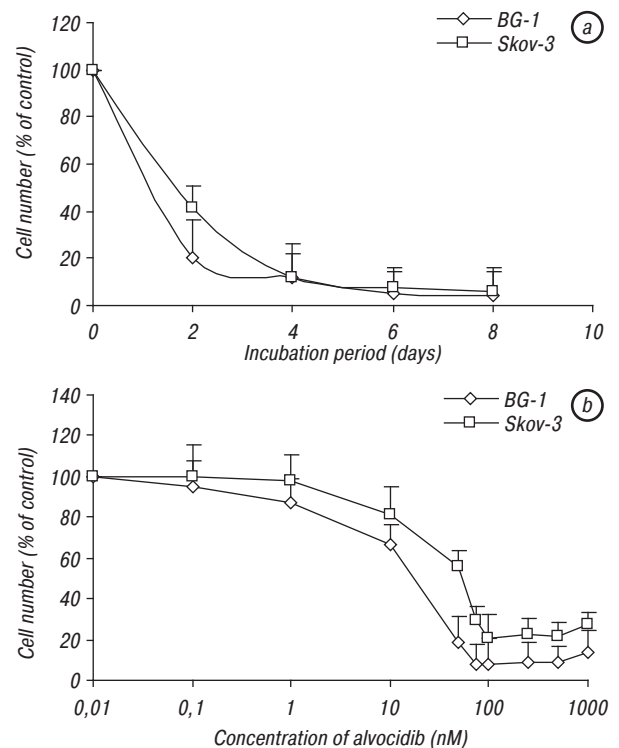 BG-1
Skov-3
a
120
100
80
60
40
20
0
Cell number (% of control)
0 2 4 6 8 10
Incubation period (days)
BG-1
Skov-3
b
140
120
100
80
60
40
20
0
Cell number (% of control)
0,01 0,1 1 10 100 1000
Concentration of alvocidib (nM)